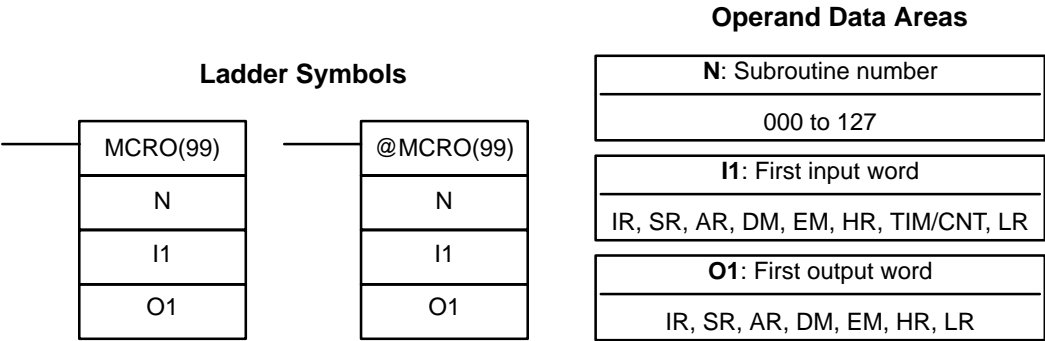 Operand Data Areas
Ladder Symbols
MCRO(99)
N
I1
O1
@MCRO(99)
N
I1
O1
N: Subroutine number
000 to 127
I1: First input word
IR, SR, AR, DM, EM, HR, TIM/CNT, LR
O1: First output word
IR, SR, AR, DM, EM, HR, LR